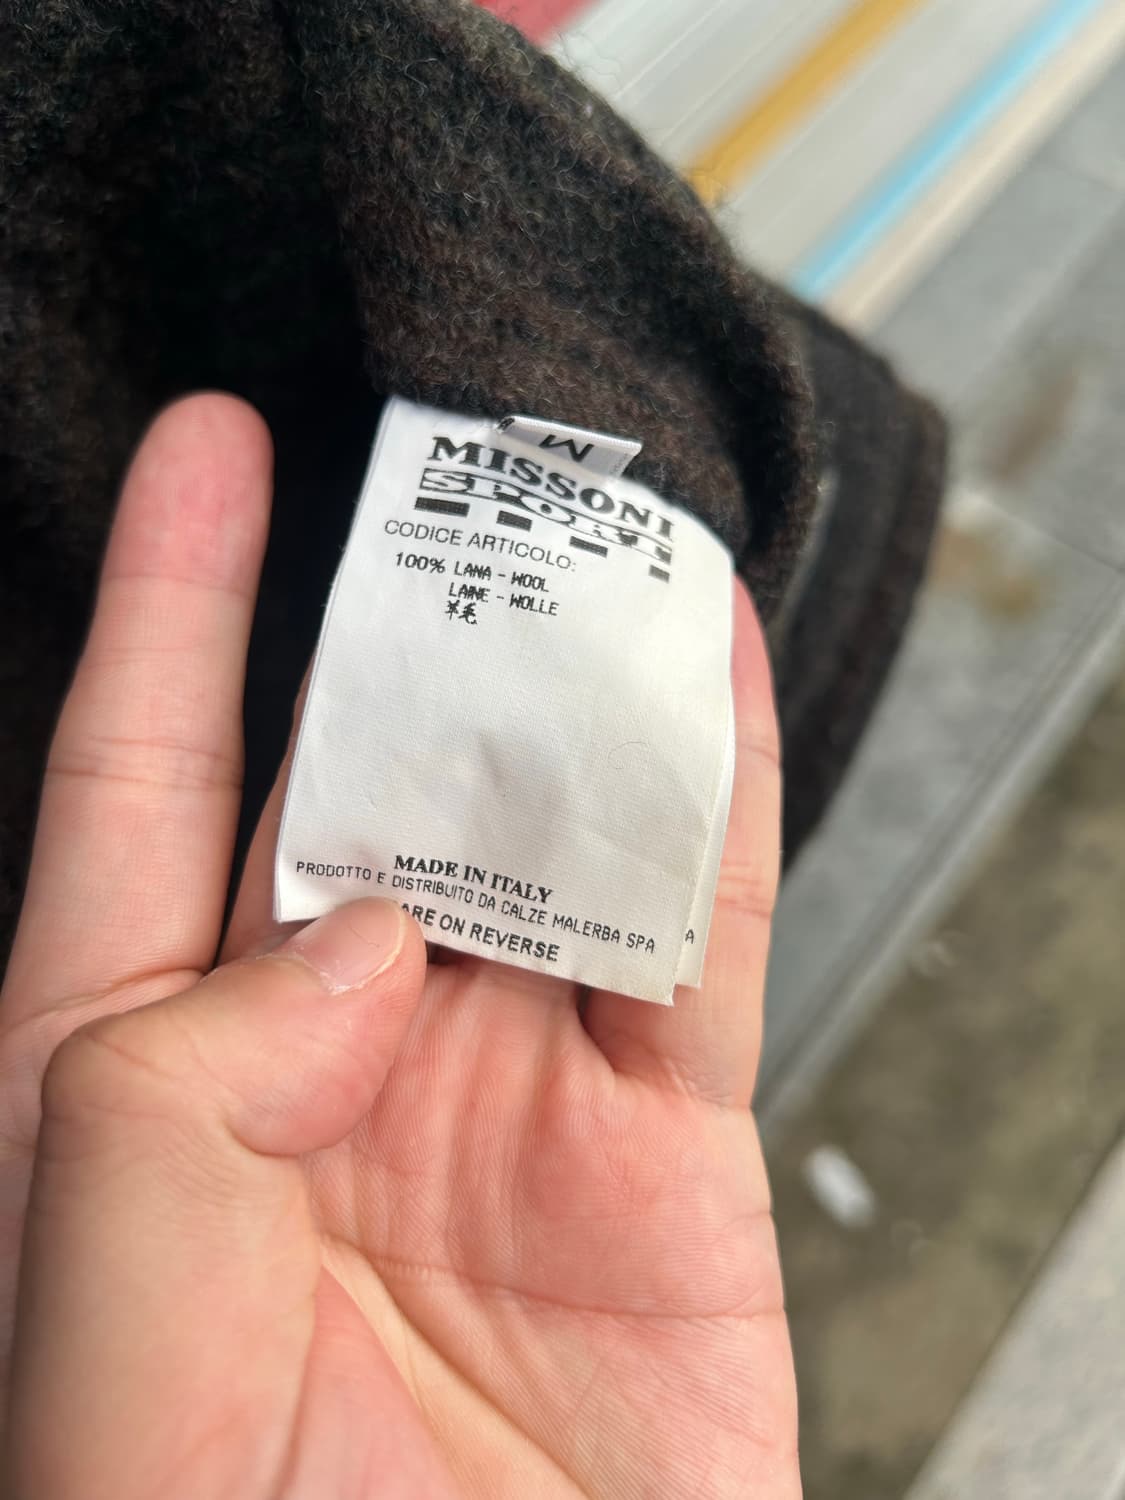 M
MISSONI
SPORT
CODICE ARTICOLO:
100% LANA - WOOL
LAINE - WOLLE
羊毛
MADE IN ITALY
PRODOTTO E DISTRIBUITO DA CALZE MALERBA SPA
ARE ON REVERSE
A